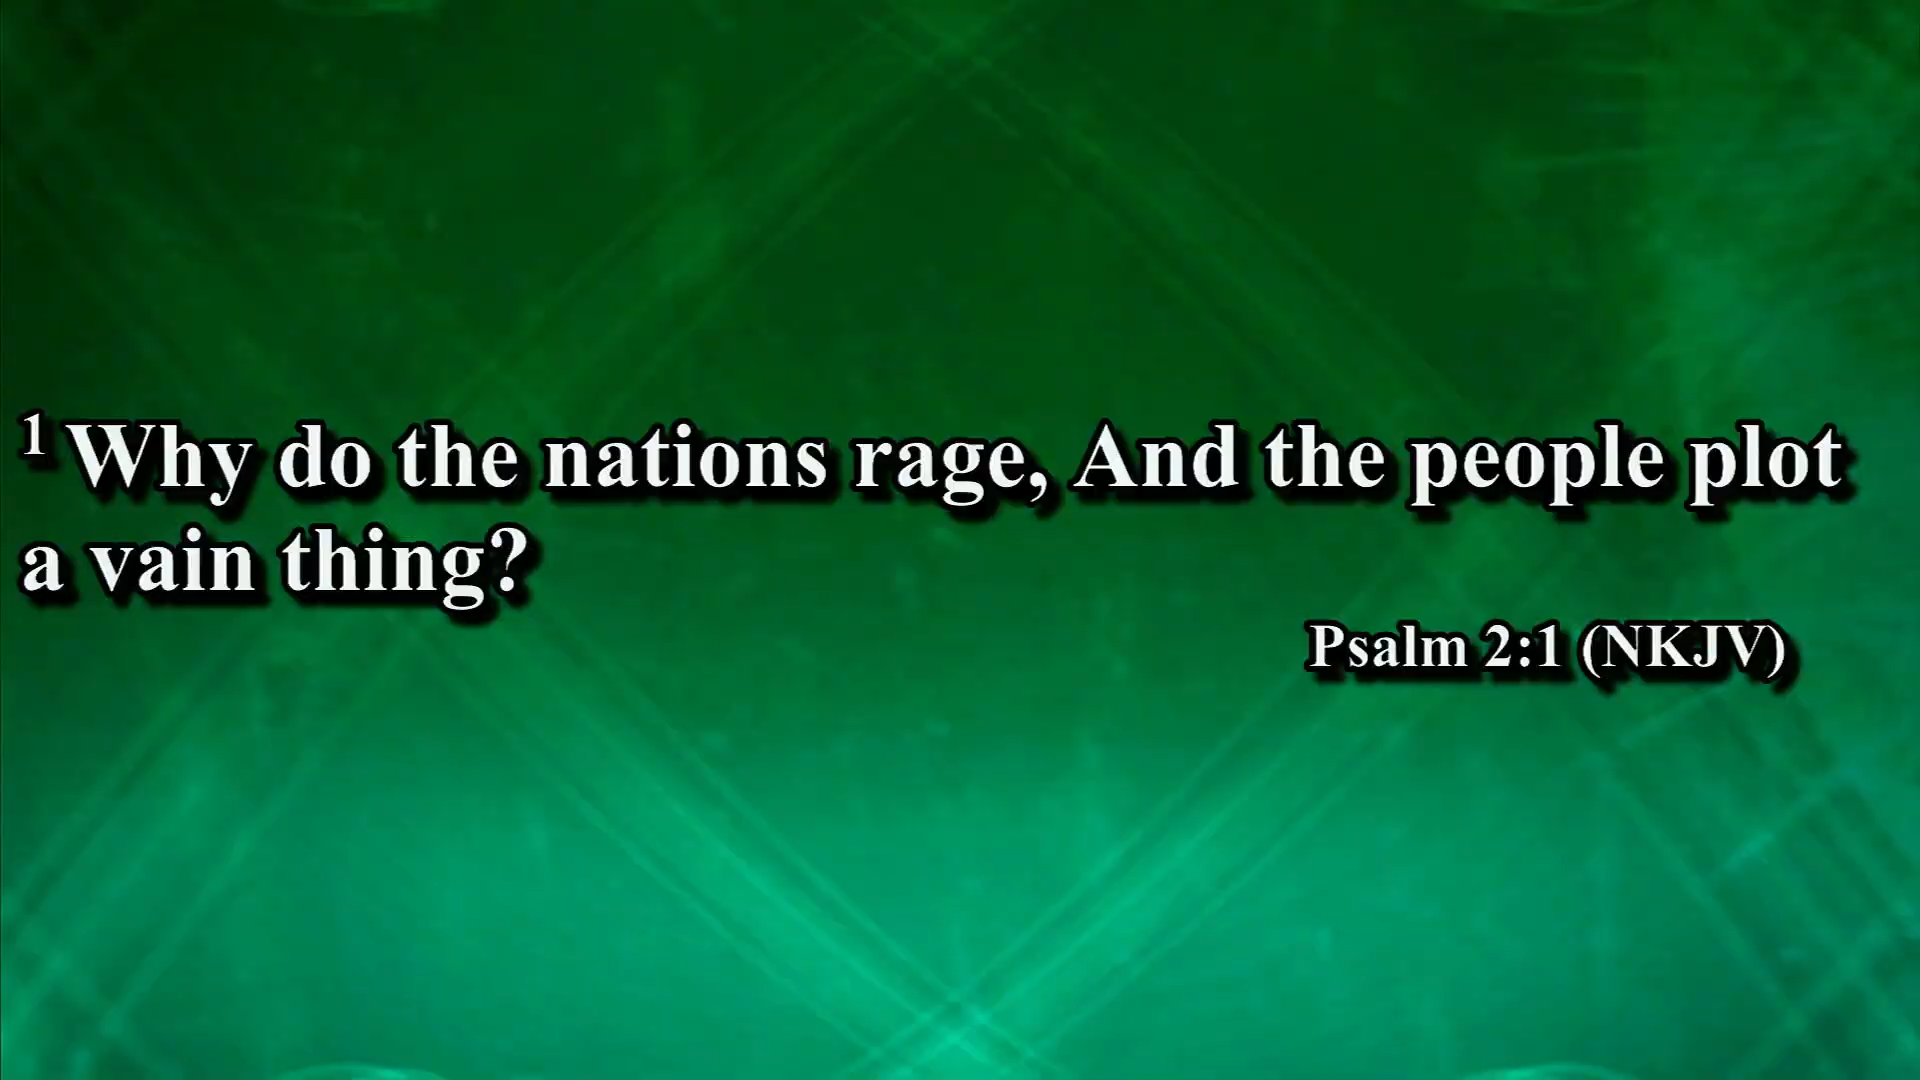 1 Why do the nations rage, And the people plot
a vain thing?
Psalm 2:1 (NKJV)